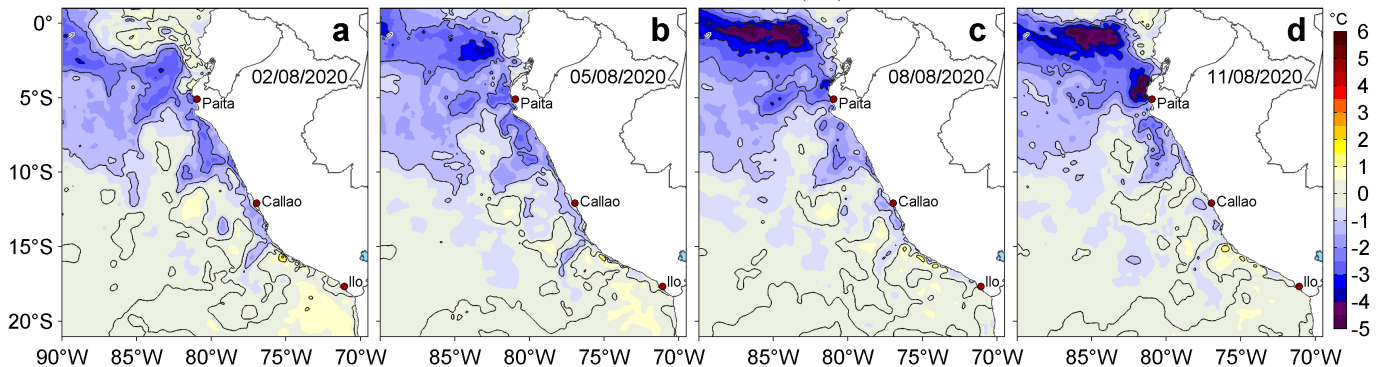 a b c d
0° 02/08/2020 05/08/2020 08/08/2020 11/08/2020
5°S Paita Paita Paita Paita
10°S
Callao Callao Callao Callao
15°S
Ilo Ilo Ilo Ilo
20°S
90°W 85°W 80°W 75°W 70°W 85°W 80°W 75°W 70°W 85°W 80°W 75°W 70°W 85°W 80°W 75°W 70°W
°C
6
5
4
3
2
1
0
-1
-2
-3
-4
-5